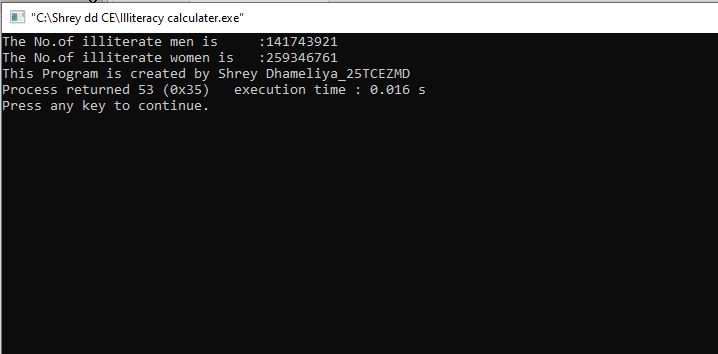 "C:\Shrey dd CE\Illiteracy calculater.exe"
The No.of illiterate men is     :141743921
The No.of illiterate women is   :259346761
This Program is created by Shrey Dhameliya_25TCEZMD
Process returned 53 (0x35)   execution time : 0.016 s
Press any key to continue.